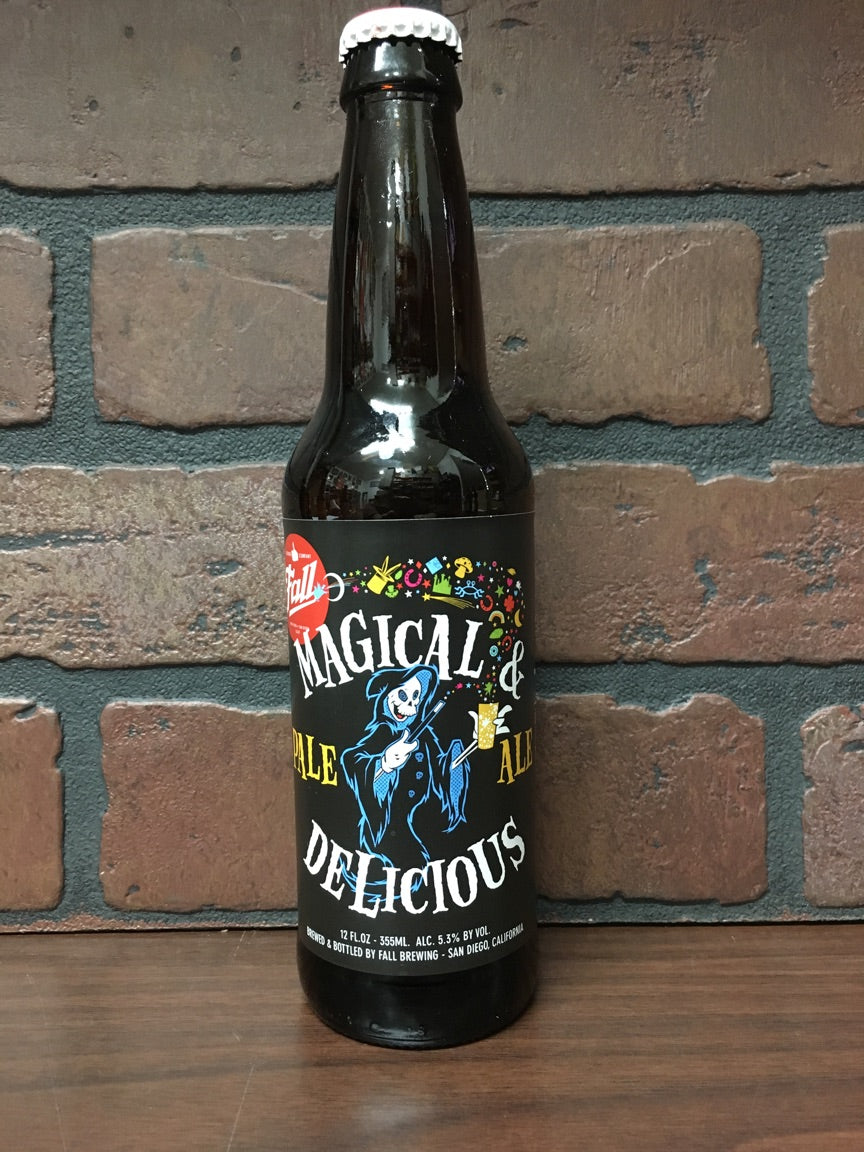 Fall
MAGICAL &
PALE ALE
DELICIOUS
12 FL.OZ - 355ML. ALC. 5.3% BY VOL.
BREWED & BOTTLED BY FALL BREWING - SAN DIEGO, CALIFORNIA